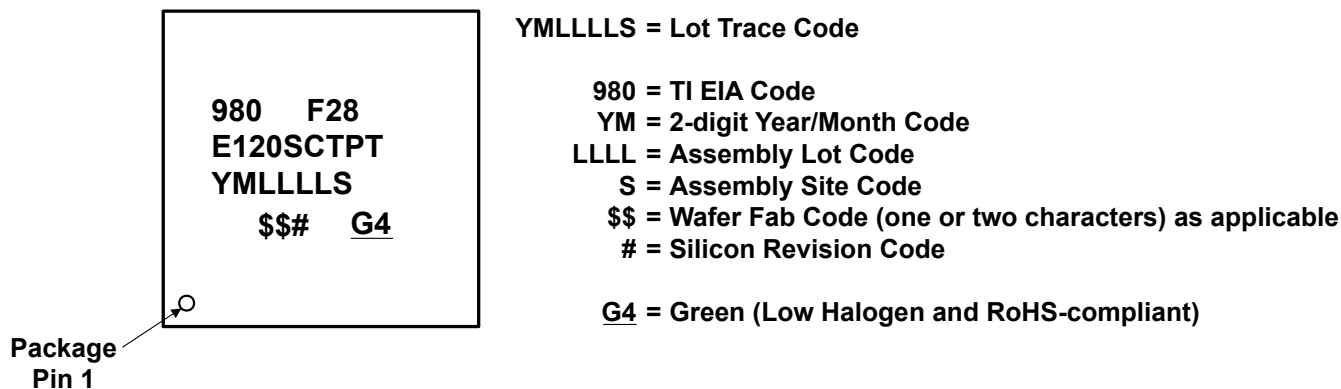 980 F28
E120SCTPT
YMLLLLS
$$# G4
Package
Pin 1
YMLLLLS = Lot Trace Code
980 = TI EIA Code
YM = 2-digit Year/Month Code
LLLL = Assembly Lot Code
S = Assembly Site Code
$$ = Wafer Fab Code (one or two characters) as applicable
# = Silicon Revision Code
G4 = Green (Low Halogen and RoHS-compliant)